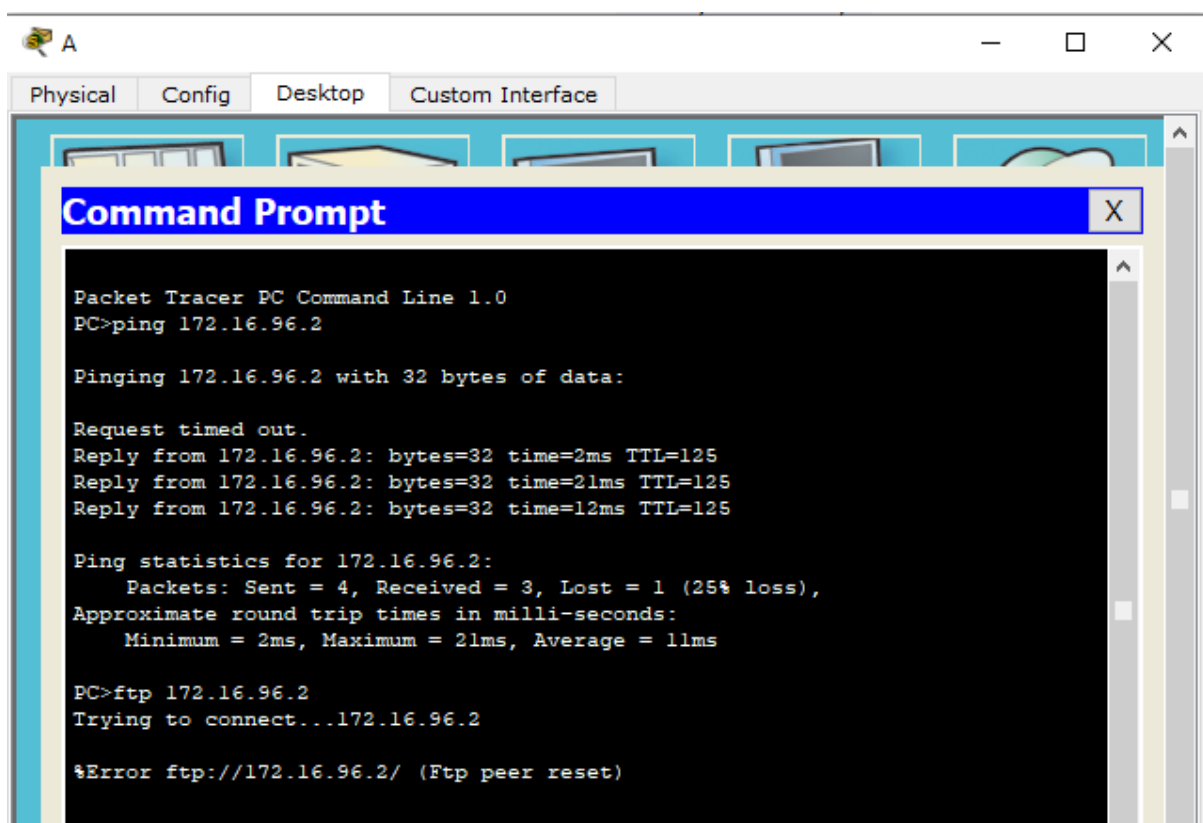 A
Physical Config Desktop Custom Interface
Command Prompt
X
Packet Tracer PC Command Line 1.0
PC>ping 172.16.96.2
Pinging 172.16.96.2 with 32 bytes of data:
Request timed out.
Reply from 172.16.96.2: bytes=32 time=2ms TTL=125
Reply from 172.16.96.2: bytes=32 time=21ms TTL=125
Reply from 172.16.96.2: bytes=32 time=12ms TTL=125
Ping statistics for 172.16.96.2:
Packets: Sent = 4, Received = 3, Lost = 1 (25% loss),
Approximate round trip times in milli-seconds:
Minimum = 2ms, Maximum = 21ms, Average = 11ms
PC>ftp 172.16.96.2
Trying to connect...172.16.96.2
%Error ftp://172.16.96.2/ (Ftp peer reset)